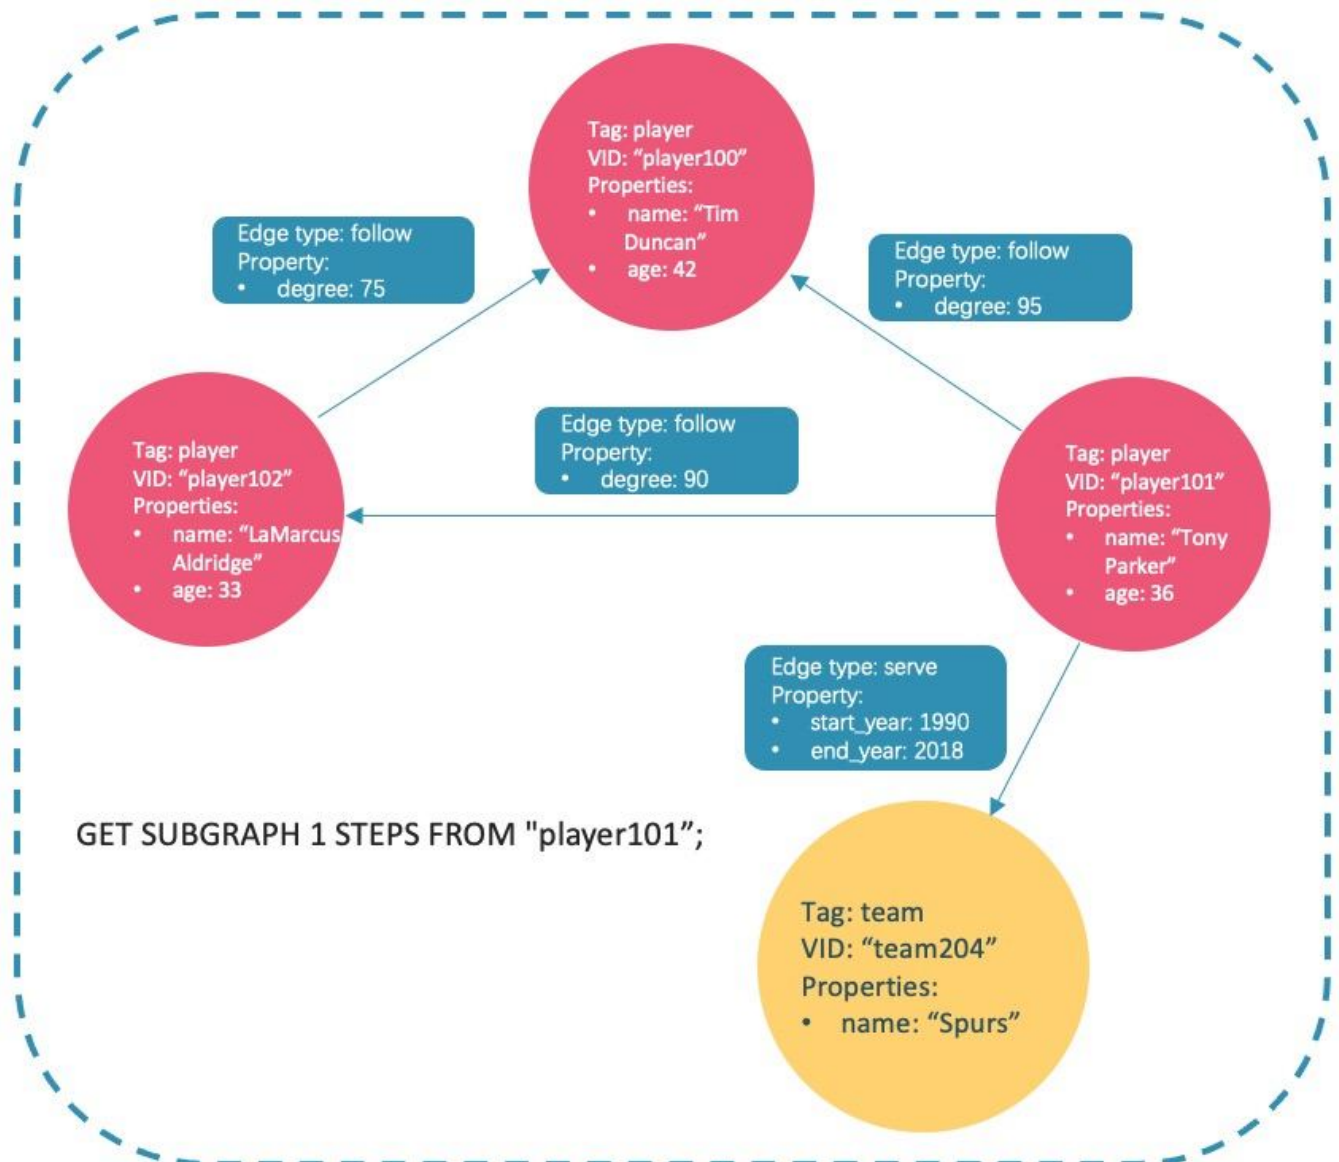 Tag: player
VID: “player100”
Properties:
• name: “Tim
Duncan”
• age: 42
Edge type: follow
Property:
• degree: 75
Edge type: follow
Property:
• degree: 95
Edge type: follow
Property:
• degree: 90
Tag: player
VID: “player102”
Properties:
• name: “LaMarcus
Aldridge”
• age: 33
Tag: player
VID: “player101”
Properties:
• name: “Tony
Parker”
• age: 36
Edge type: serve
Property:
• start_year: 1990
• end_year: 2018
GET SUBGRAPH 1 STEPS FROM "player101”;
Tag: team
VID: “team204”
Properties:
• name: “Spurs”